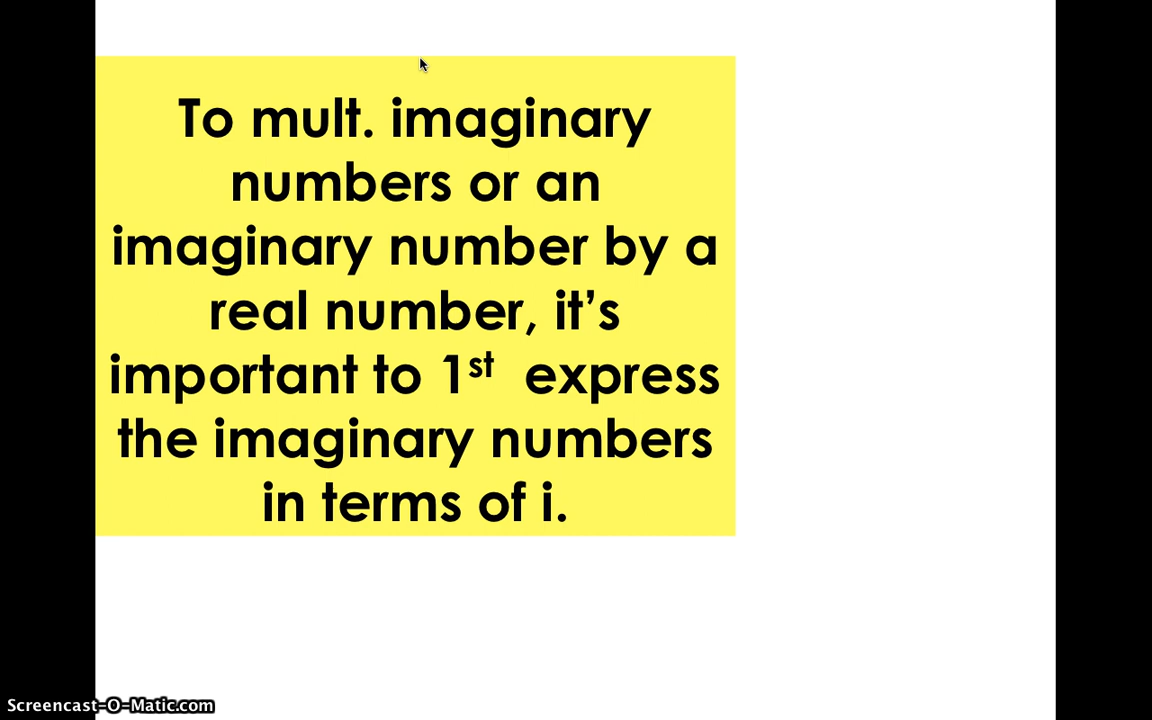 To mult. imaginary
numbers or an
imaginary number by a
real number, it’s
important to 1st express
the imaginary numbers
in terms of i.
Screencast-O-Matic.com